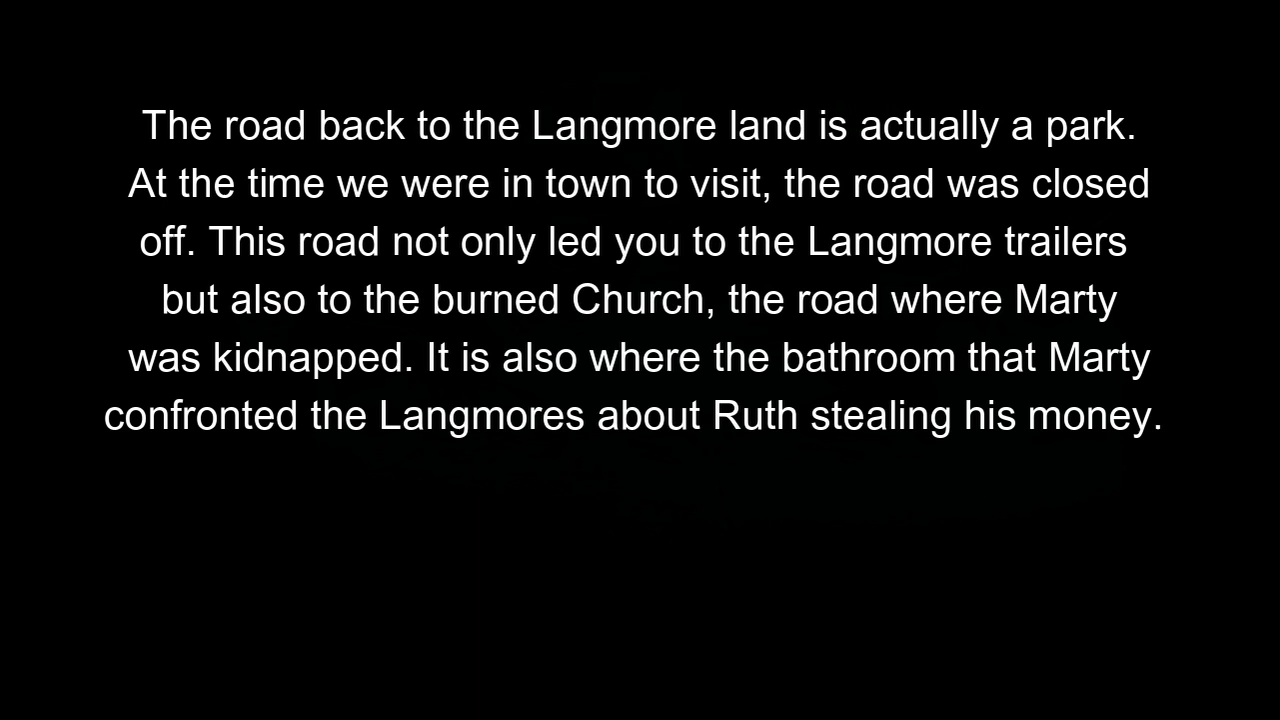 The road back to the Langmore land is actually a park.
At the time we were in town to visit, the road was closed
off. This road not only led you to the Langmore trailers
but also to the burned Church, the road where Marty
was kidnapped. It is also where the bathroom that Marty
confronted the Langmores about Ruth stealing his money.